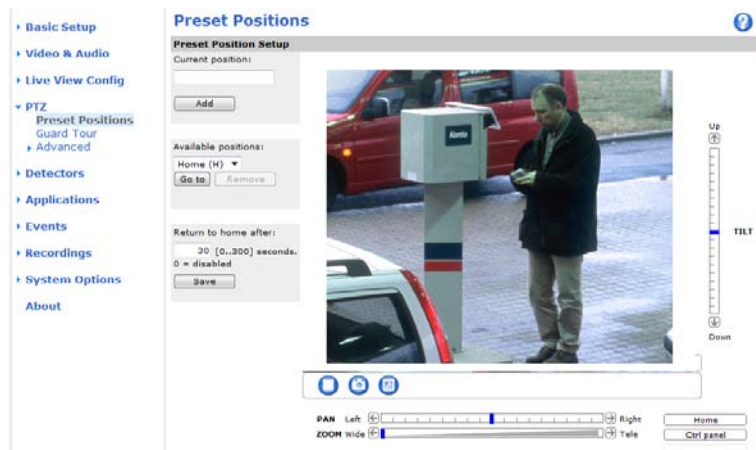 Preset Positions
Basic Setup
Video & Audio
Live View Config
PTZ
Preset Positions
Guard Tour
Advanced
Detectors
Applications
Events
Recordings
System Options
About
Preset Position Setup
Current position:
Add
Available positions:
Home (H)
Go to
Remove
Return to home after:
30 [0..300] seconds.
0 = disabled
Save
Konto
Up
TILT
Down
PAN Left Right
Home
ZOOM Wide Tele
Ctrl panel